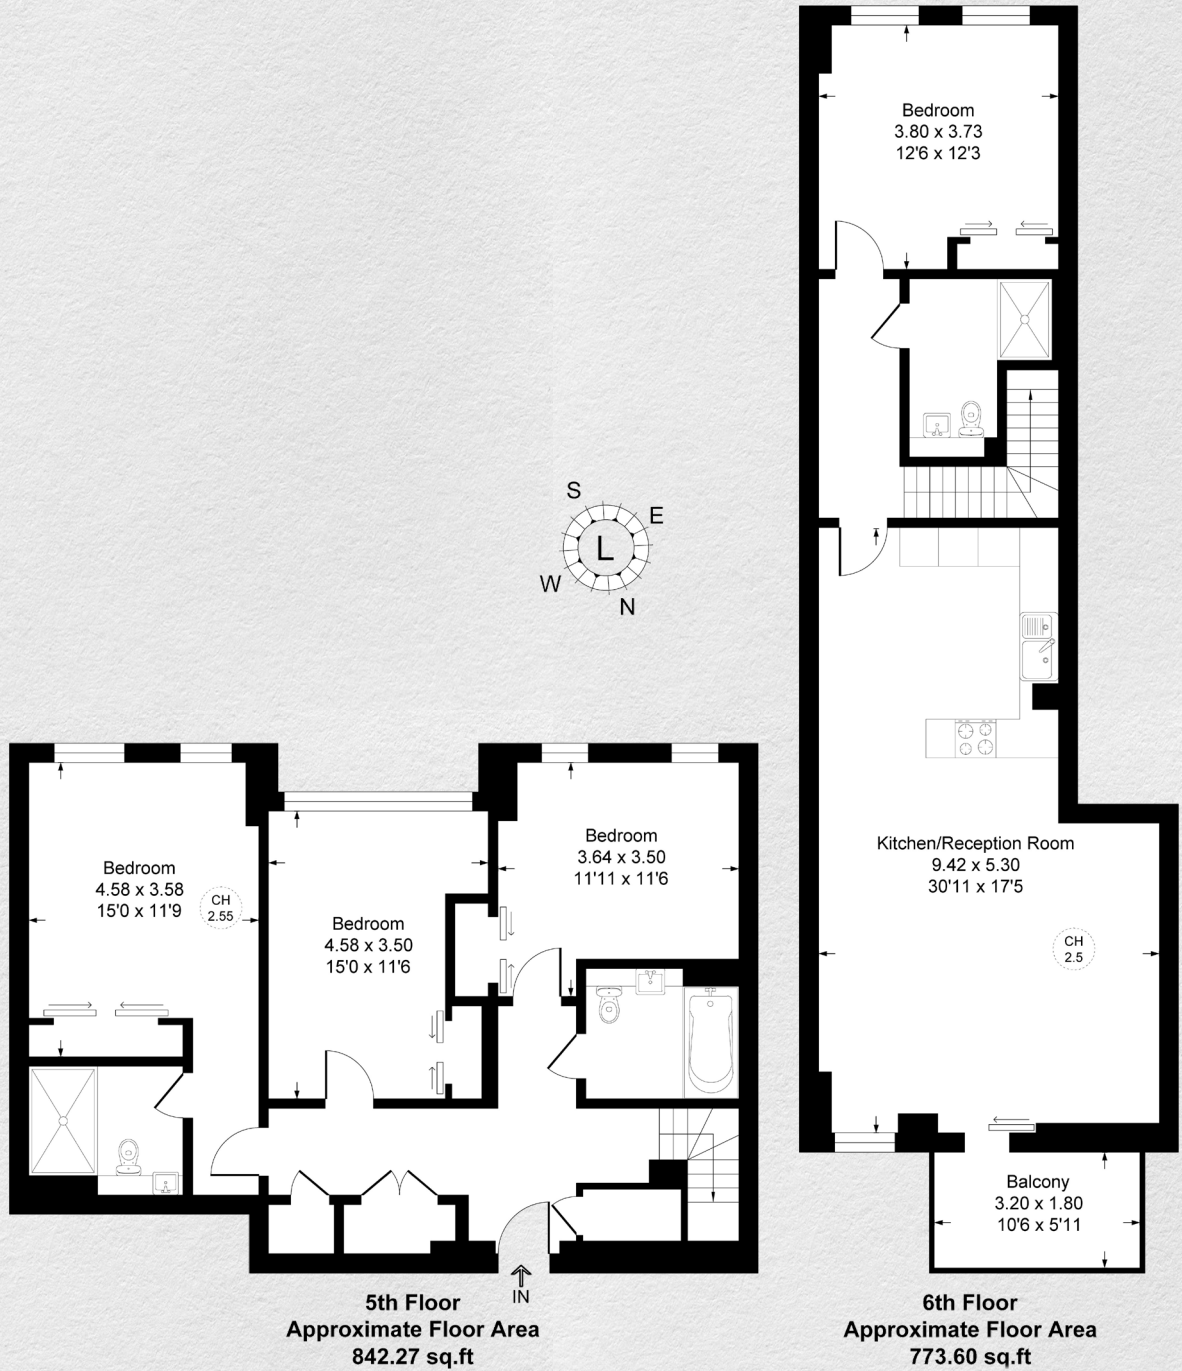 Bedroom
3.80 x 3.73
12'6 x 12'3
S
E
L
W
N
Bedroom
4.58 x 3.58
15'0 x 11'9
CH
2.55
Bedroom
4.58 x 3.50
15'0 x 11'6
Bedroom
3.64 x 3.50
11'11 x 11'6
Kitchen/Reception Room
9.42 x 5.30
30'11 x 17'5
CH
2.5
Balcony
3.20 x 1.80
10'6 x 5'11
IN
5th Floor
Approximate Floor Area
842.27 sq.ft
6th Floor
Approximate Floor Area
773.60 sq.ft